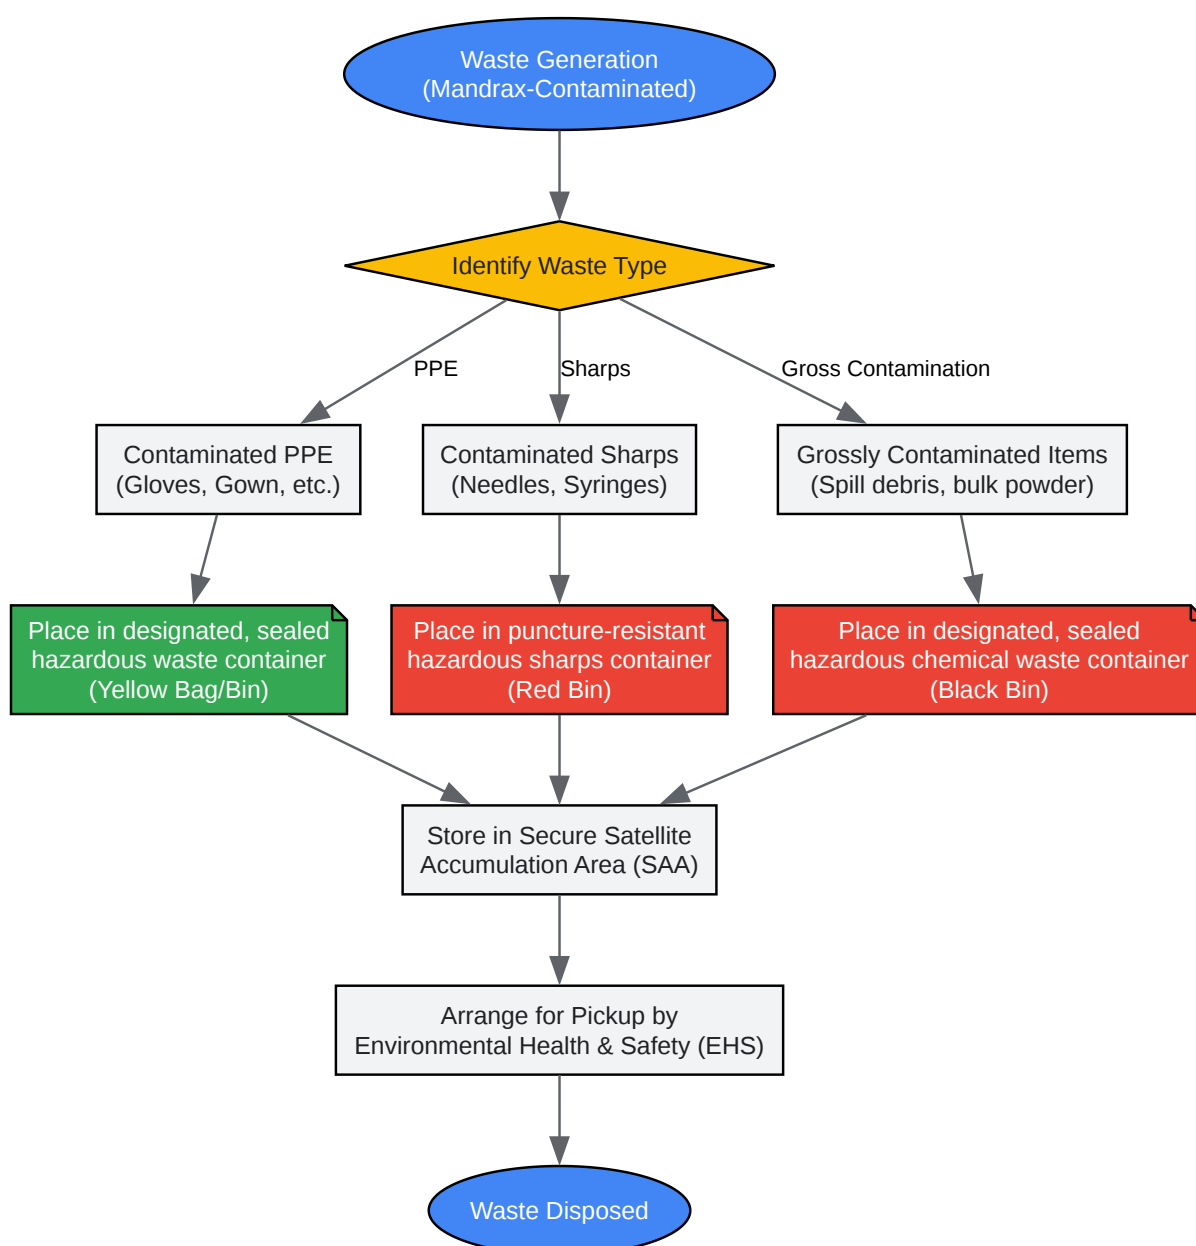 Waste Generation
(Mandrax-Contaminated)
Identify Waste Type
PPE
Sharps
Gross Contamination
Contaminated PPE
(Gloves, Gown, etc.)
Contaminated Sharps
(Needles, Syringes)
Grossly Contaminated Items
(Spill debris, bulk powder)
Place in designated, sealed
hazardous waste container
(Yellow Bag/Bin)
Place in puncture-resistant
hazardous sharps container
(Red Bin)
Place in designated, sealed
hazardous chemical waste container
(Black Bin)
Store in Secure Satellite
Accumulation Area (SAA)
Arrange for Pickup by
Environmental Health & Safety (EHS)
Waste Disposed